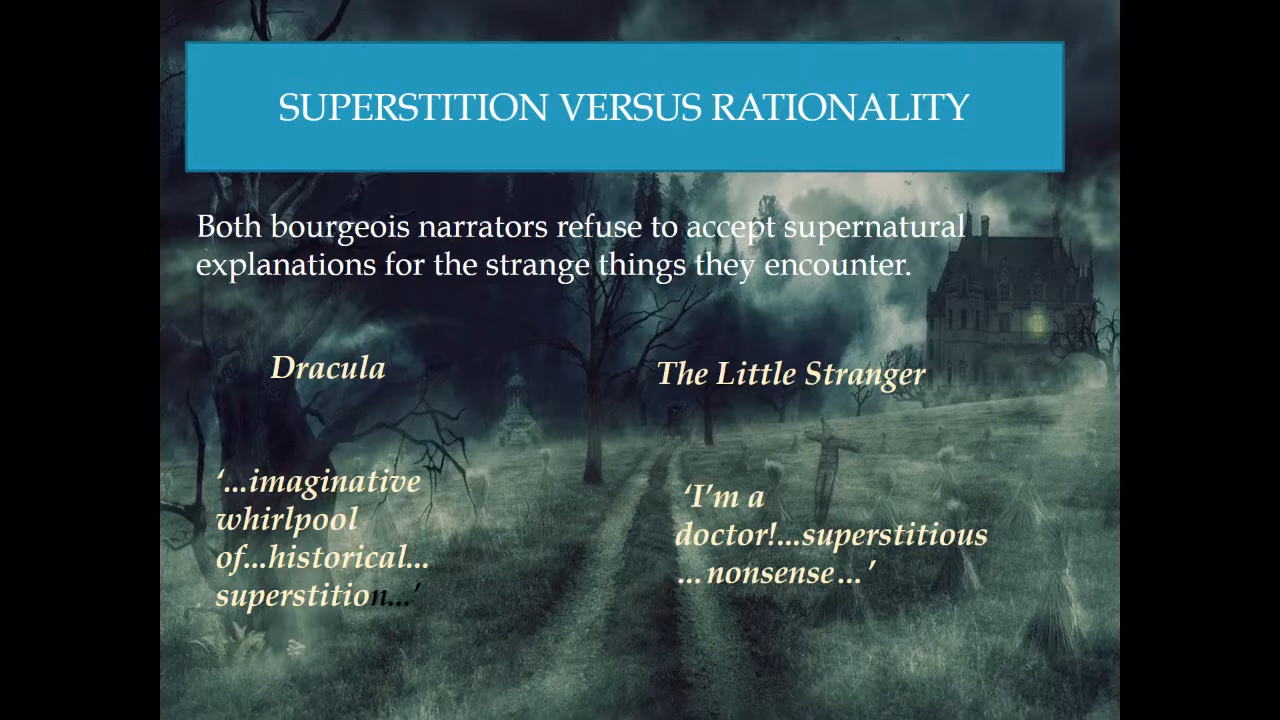 SUPERSTITION VERSUS RATIONALITY
Both bourgeois narrators refuse to accept supernatural
explanations for the strange things they encounter.
Dracula
The Little Stranger
‘...imaginative
whirlpool
of...historical...
superstition...’
‘I’m a
doctor!...superstitious
...nonsense...’